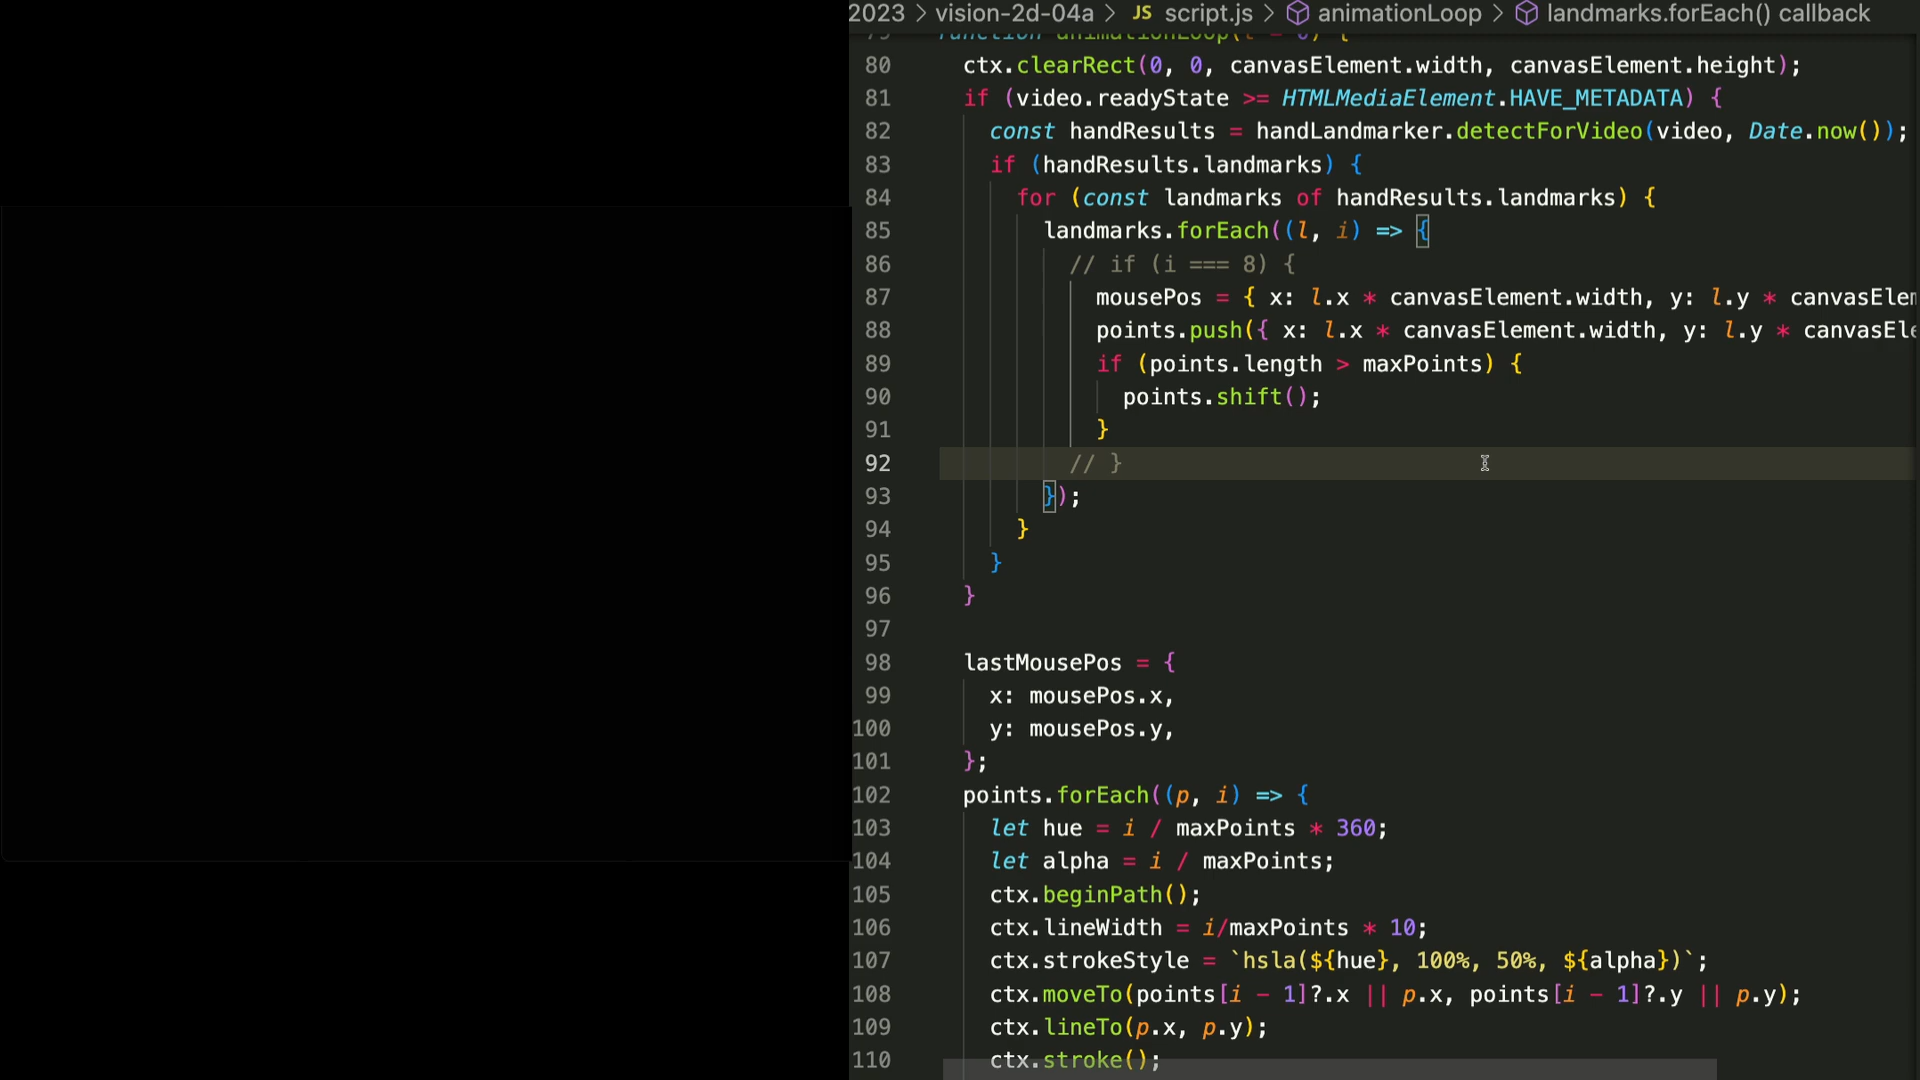 2023 > vision-2d-04a > JS script.js > animationLoop > landmarks.forEach() callback
79 function animationLoop(t = 0) {
80 ctx.clearRect(0, 0, canvasElement.width, canvasElement.height);
81 if (video.readyState >= HTMLMediaElement.HAVE_METADATA) {
82 const handResults = handLandmarker.detectForVideo(video, Date.now());
83 if (handResults.landmarks) {
84 for (const landmarks of handResults.landmarks) {
85 landmarks.forEach((l, i) => {
86 // if (i === 8) {
87 mousePos = { x: l.x * canvasElement.width, y: l.y * canvasElem
88 points.push({ x: l.x * canvasElement.width, y: l.y * canvasEle
89 if (points.length > maxPoints) {
90 points.shift();
91 }
92 // }
93 });
94 }
95 }
96 }
97
98 lastMousePos = {
99 x: mousePos.x,
100 y: mousePos.y,
101 };
102 points.forEach((p, i) => {
103 let hue = i / maxPoints * 360;
104 let alpha = i / maxPoints;
105 ctx.beginPath();
106 ctx.lineWidth = i/maxPoints * 10;
107 ctx.strokeStyle = `hsla(${hue}, 100%, 50%, ${alpha})`;
108 ctx.moveTo(points[i - 1]?.x || p.x, points[i - 1]?.y || p.y);
109 ctx.lineTo(p.x, p.y);
110 ctx.stroke();